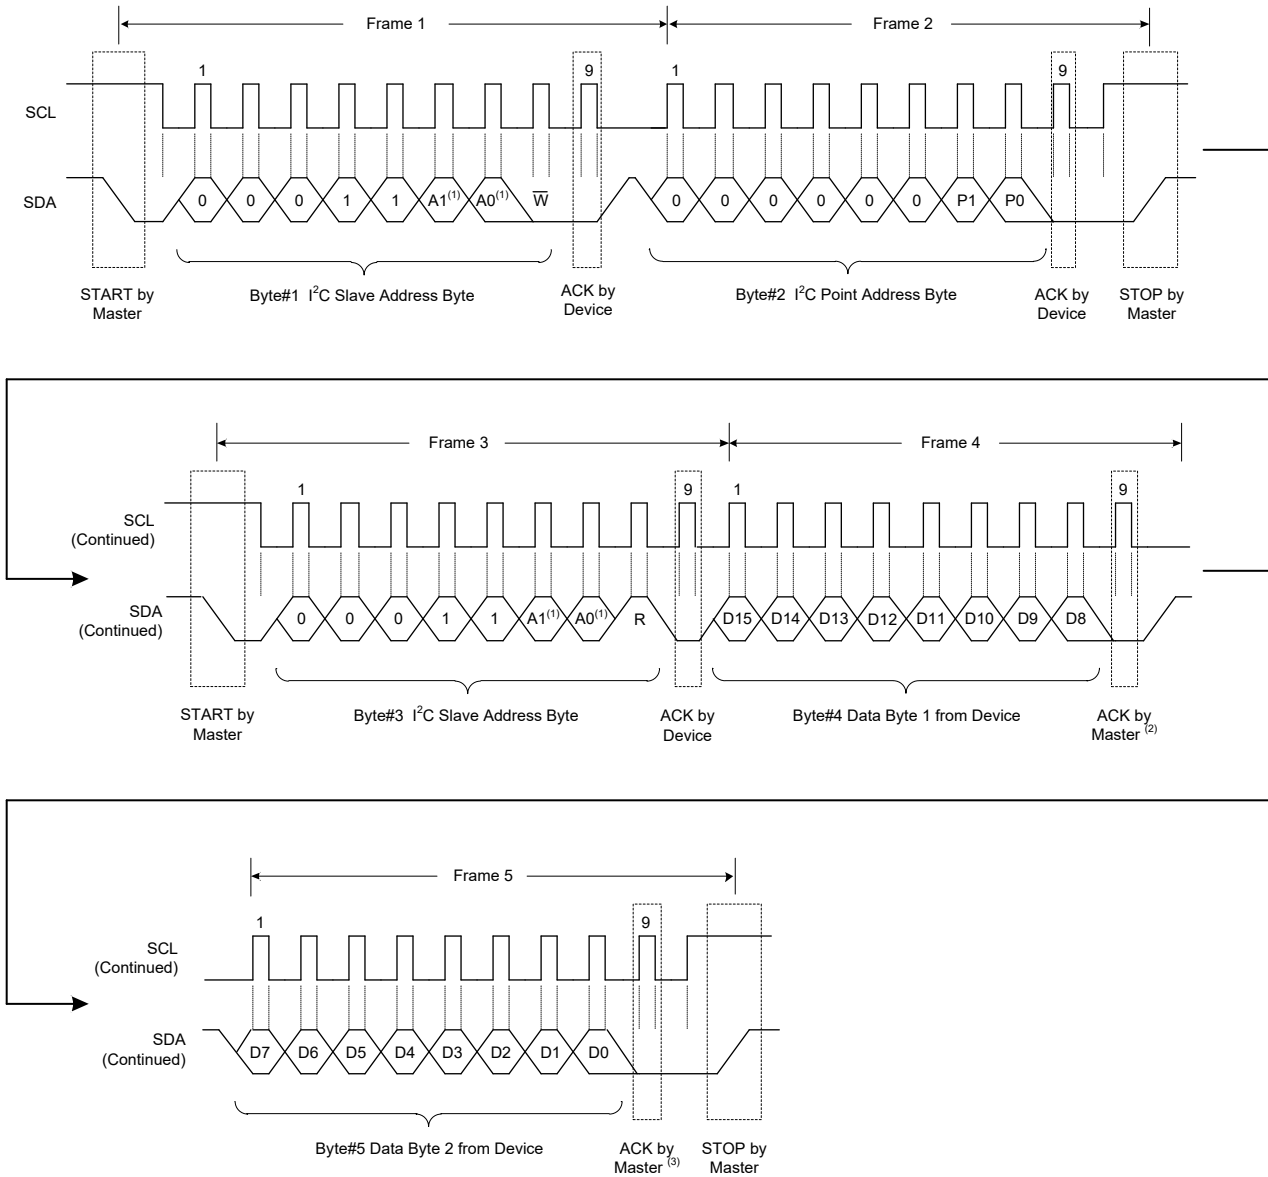 Frame 1
Frame 2
1
9
1
9
SCL
SDA
0
0
0
1
1
A1(1)
A0(1)
W̅
0
0
0
0
0
0
P1
P0
START by
Master
Byte#1 I2C Slave Address Byte
ACK by
Device
Byte#2 I2C Point Address Byte
ACK by
Device
STOP by
Master
Frame 3
Frame 4
1
9
1
9
SCL
(Continued)
SDA
(Continued)
0
0
0
1
1
A1(1)
A0(1)
R
D15
D14
D13
D12
D11
D10
D9
D8
START by
Master
Byte#3 I2C Slave Address Byte
ACK by
Device
Byte#4 Data Byte 1 from Device
ACK by
Master (2)
Frame 5
1
9
SCL
(Continued)
SDA
(Continued)
D7
D6
D5
D4
D3
D2
D1
D0
Byte#5 Data Byte 2 from Device
ACK by
Master (3)
STOP by
Master